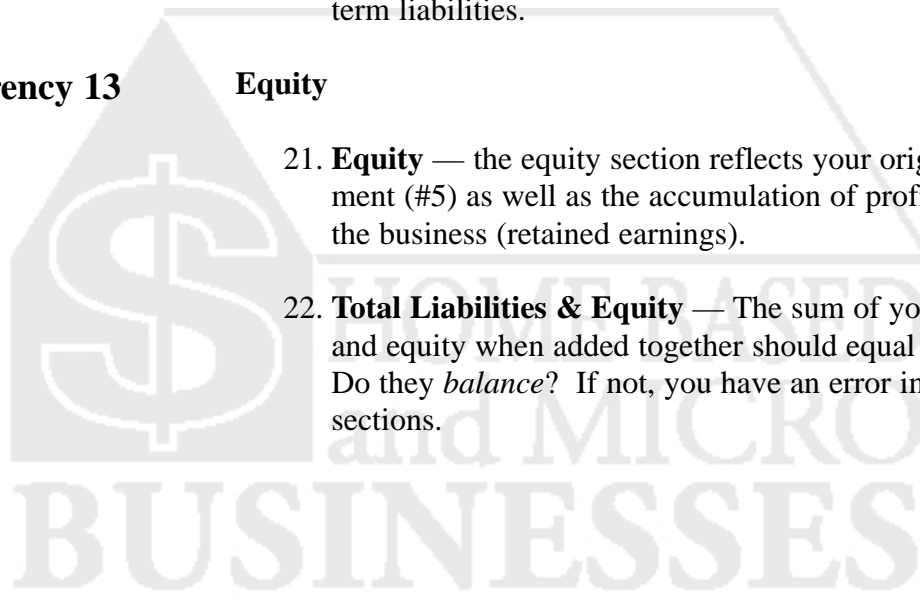 term liabilities.
ency 13
Equity
21. Equity — the equity section reflects your orig
ment (#5) as well as the accumulation of prof
the business (retained earnings).
22. Total Liabilities & Equity — The sum of yo
and equity when added together should equal
Do they balance? If not, you have an error in
sections.
$
HOME BASED
and MICRO
BUSINESSES